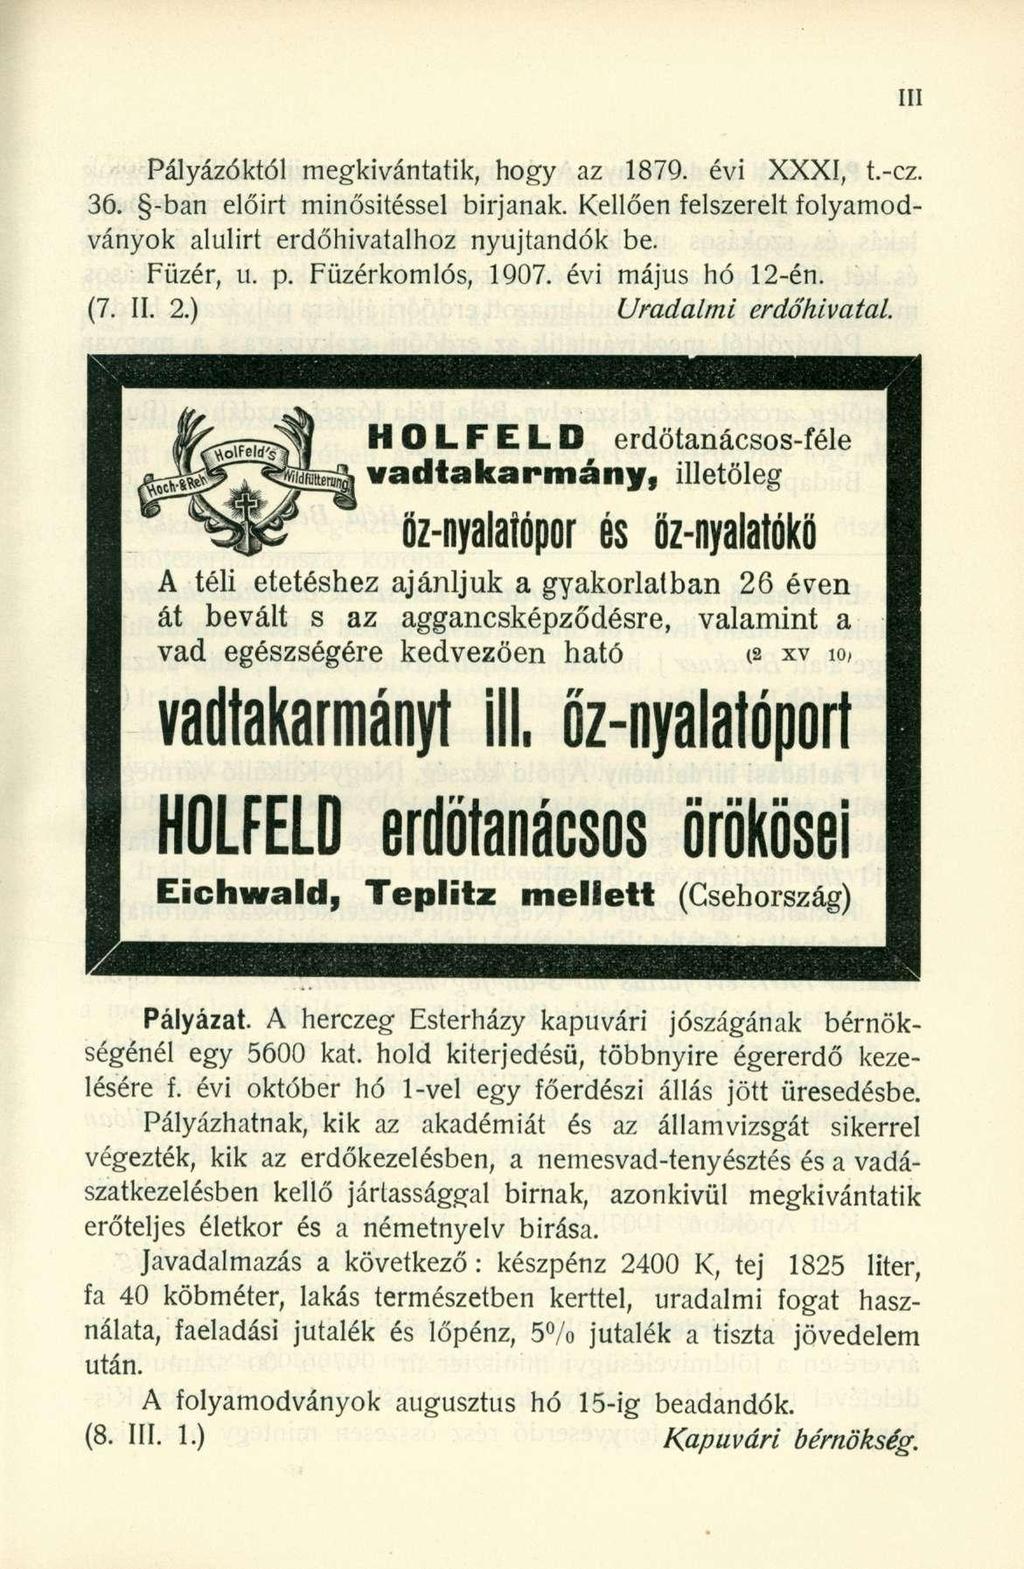 III
Pályázóktól megkivántatik, hogy az 1879. évi XXXI, t.-cz.
36. §-ban előirt minősitéssel birjanak. Kellően felszerelt folyamod-
ványok alulirt erdőhivatalhoz nyujtandók be.
Füzér, u. p. Füzérkomlós, 1907. évi május hó 12-én.
(7. II. 2.) Uradalmi erdőhivatal.
Holfeld's
Hoch-&Reh Wildfütterung
HOLFELD erdőtanácsos-féle
vadtakarmány, illetőleg
őz-nyalatópor és őz-nyalatókő
A téli etetéshez ajánljuk a gyakorlatban 26 éven
át bevált s az aggancsképződésre, valamint a
vad egészségére kedvezően ható (2 XV 10)
vadtakarmányt ill. őz-nyalatóport
HOLFELD erdőtanácsos örökösei
Eichwald, Teplitz mellett (Csehország)
Pályázat. A herczeg Esterházy kapuvári jószágának bérnök-
ségénél egy 5600 kat. hold kiterjedésü, többnyire égererdő keze-
lésére f. évi október hó 1-vel egy főerdészi állás jött üresedésbe.
Pályázhatnak, kik az akadémiát és az államvizsgát sikerrel
végezték, kik az erdőkezelésben, a nemesvad-tenyésztés és a vadá-
szatkezelésben kellő jártassággal birnak, azonkivül megkivántatik
erőteljes életkor és a németnyelv birása.
Javadalmazás a következő : készpénz 2400 K, tej 1825 liter,
fa 40 köbméter, lakás természetben kerttel, uradalmi fogat hasz-
nálata, faeladási jutalék és lőpénz, 5% jutalék a tiszta jövedelem
után.
A folyamodványok augusztus hó 15-ig beadandók.
(8. III. 1.) Kapuvári bérnökség.